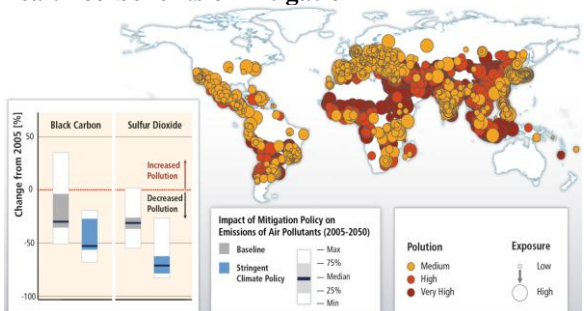 Black Carbon
Sulfur Dioxide
Change from 2005 [%]
50
0
-50
-100
Increased
Pollution
Decreased
Pollution
Impact of Mitigation Policy on
Emissions of Air Pollutants (2005-2050)
Baseline
Stringent
Climate Policy
Max
75%
Median
25%
Min
Polution
Medium
High
Very High
Exposure
Low
High